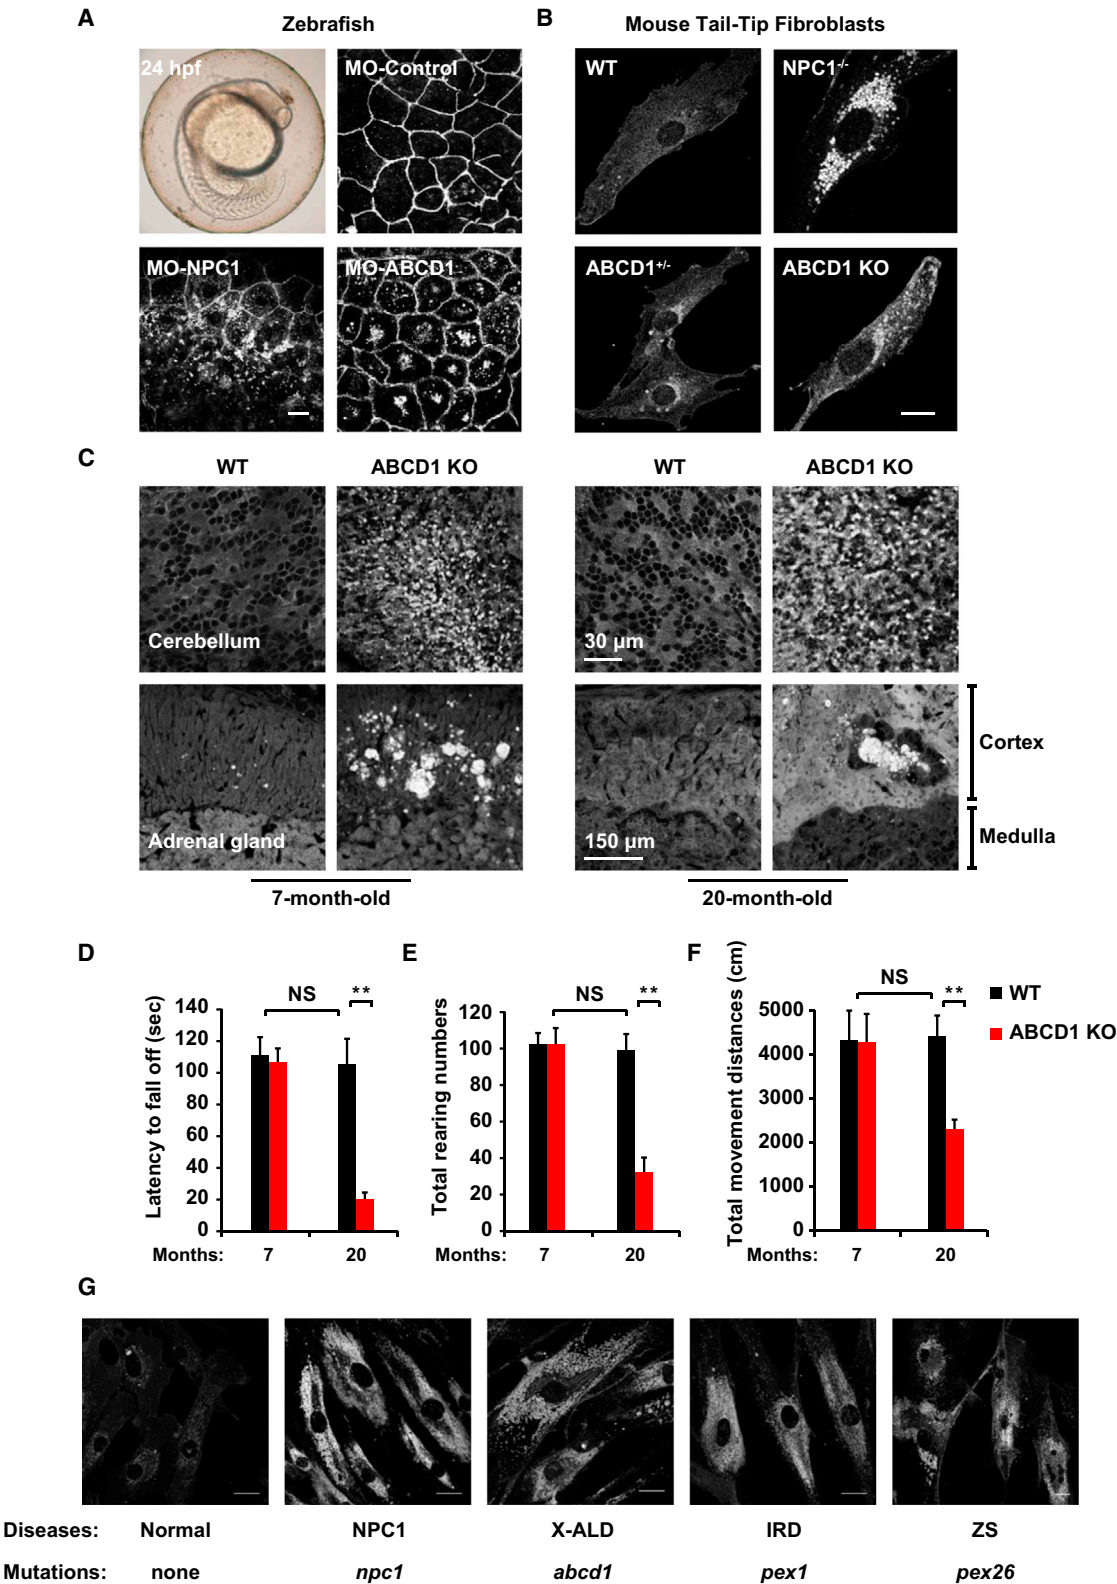 A
Zebrafish
24 hpf
MO-Control
MO-NPC1
MO-ABCD1
B
Mouse Tail-Tip Fibroblasts
WT
NPC1-/-
ABCD1+/-
ABCD1 KO
C
WT
ABCD1 KO
WT
ABCD1 KO
Cerebellum
30 µm
Adrenal gland
150 µm
Cortex
Medulla
7-month-old
20-month-old
D
Latency to fall off (sec)
140
120
100
80
60
40
20
0
NS
**
Months:
7
20
E
Total rearing numbers
120
100
80
60
40
20
0
NS
**
Months:
7
20
F
Total movement distances (cm)
5000
4000
3000
2000
1000
0
NS
**
Months:
7
20
WT
ABCD1 KO
G
Diseases: Normal NPC1 X-ALD IRD ZS
Mutations: none npc1 abcd1 pex1 pex26